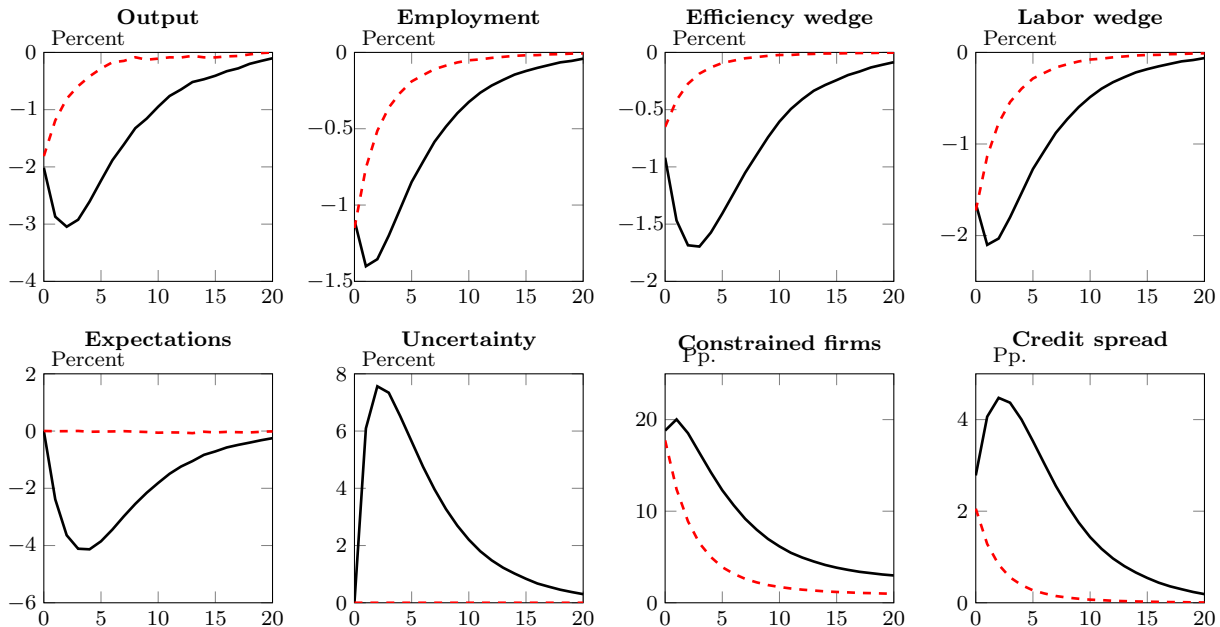 Output
Percent
0
−1
−2
−3
−4
0 5 10 15 20
Employment
Percent
0
−0.5
−1
−1.5
0 5 10 15 20
Efficiency wedge
Percent
0
−0.5
−1
−1.5
−2
0 5 10 15 20
Labor wedge
Percent
0
−1
−2
0 5 10 15 20
Expectations
Percent
2
0
−2
−4
−6
0 5 10 15 20
Uncertainty
Percent
8
6
4
2
0
0 5 10 15 20
Constrained firms
Pp.
20
10
0
0 5 10 15 20
Credit spread
Pp.
4
2
0
0 5 10 15 20